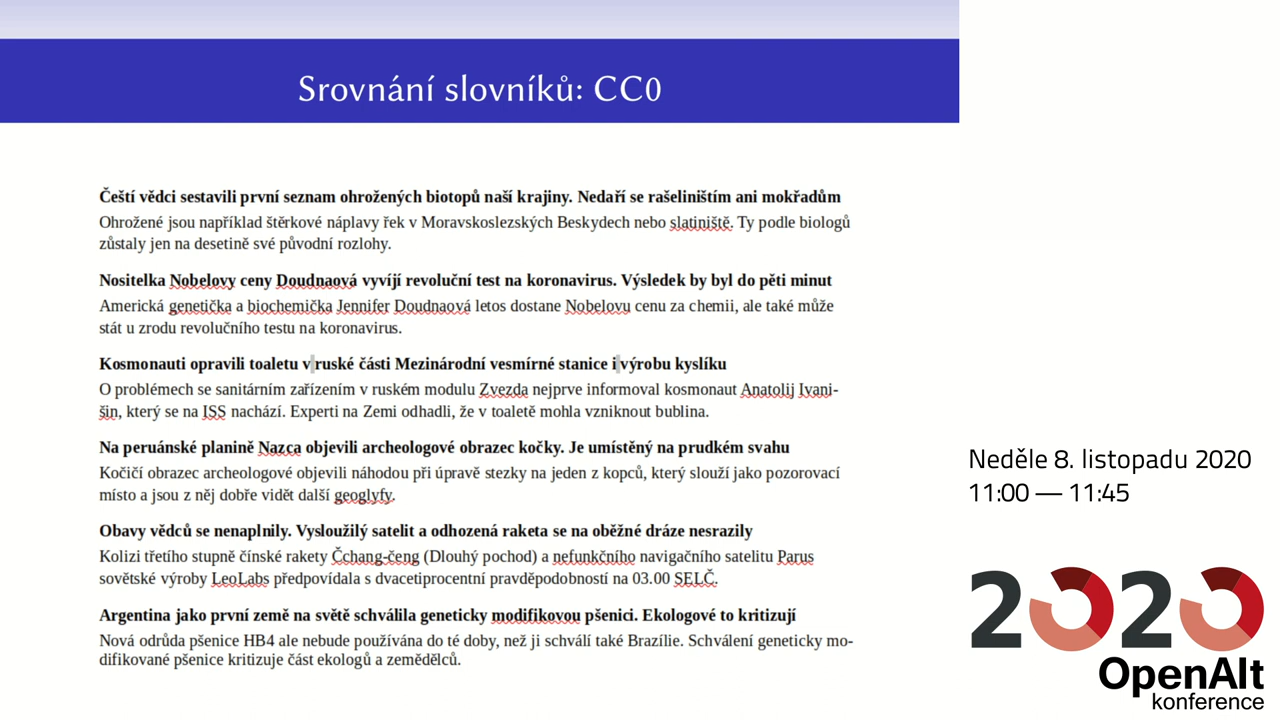 Srovnání slovníků: CC0
Čeští vědci sestavili první seznam ohrožených biotopů naší krajiny. Nedaří se rašeliništím ani mokřadům
Ohrožené jsou například štěrkové náplavy řek v Moravskoslezských Beskydech nebo slatiniště. Ty podle biologů
zůstaly jen na desetině své původní rozlohy.
Nositelka Nobelovy ceny Doudnaová vyvíjí revoluční test na koronavirus. Výsledek by byl do pěti minut
Americká genetička a biochemička Jennifer Doudnaová letos dostane Nobelovu cenu za chemii, ale také může
stát u zrodu revolučního testu na koronavirus.
Kosmonauti opravili toaletu v ruské části Mezinárodní vesmírné stanice i výrobu kyslíku
O problémech se sanitárním zařízením v ruském modulu Zvezda nejprve informoval kosmonaut Anatolij Ivani-
šin, který se na ISS nachází. Experti na Zemi odhadli, že v toaletě mohla vzniknout bublina.
Na peruánské planině Nazca objevili archeologové obrazec kočky. Je umístěný na prudkém svahu
Kočičí obrazec archeologové objevili náhodou při úpravě stezky na jeden z kopců, který slouží jako pozorovací
místo a jsou z něj dobře vidět další geoglyfy.
Obavy vědců se nenaplnily. Vysloužilý satelit a odhozená raketa se na oběžné dráze nesrazily
Kolizi třetího stupně čínské rakety Čchang-čeng (Dlouhý pochod) a nefunkčního navigačního satelitu Parus
sovětské výroby LeoLabs předpovídala s dvacetiprocentní pravděpodobností na 03.00 SELČ.
Argentina jako první země na světě schválila geneticky modifikovou pšenici. Ekologové to kritizují
Nová odrůda pšenice HB4 ale nebude používána do té doby, než ji schválí také Brazílie. Schválení geneticky mo-
difikované pšenice kritizuje část ekologů a zemědělců.
Neděle 8. listopadu 2020
11:00 — 11:45
2020
OpenAlt
konference